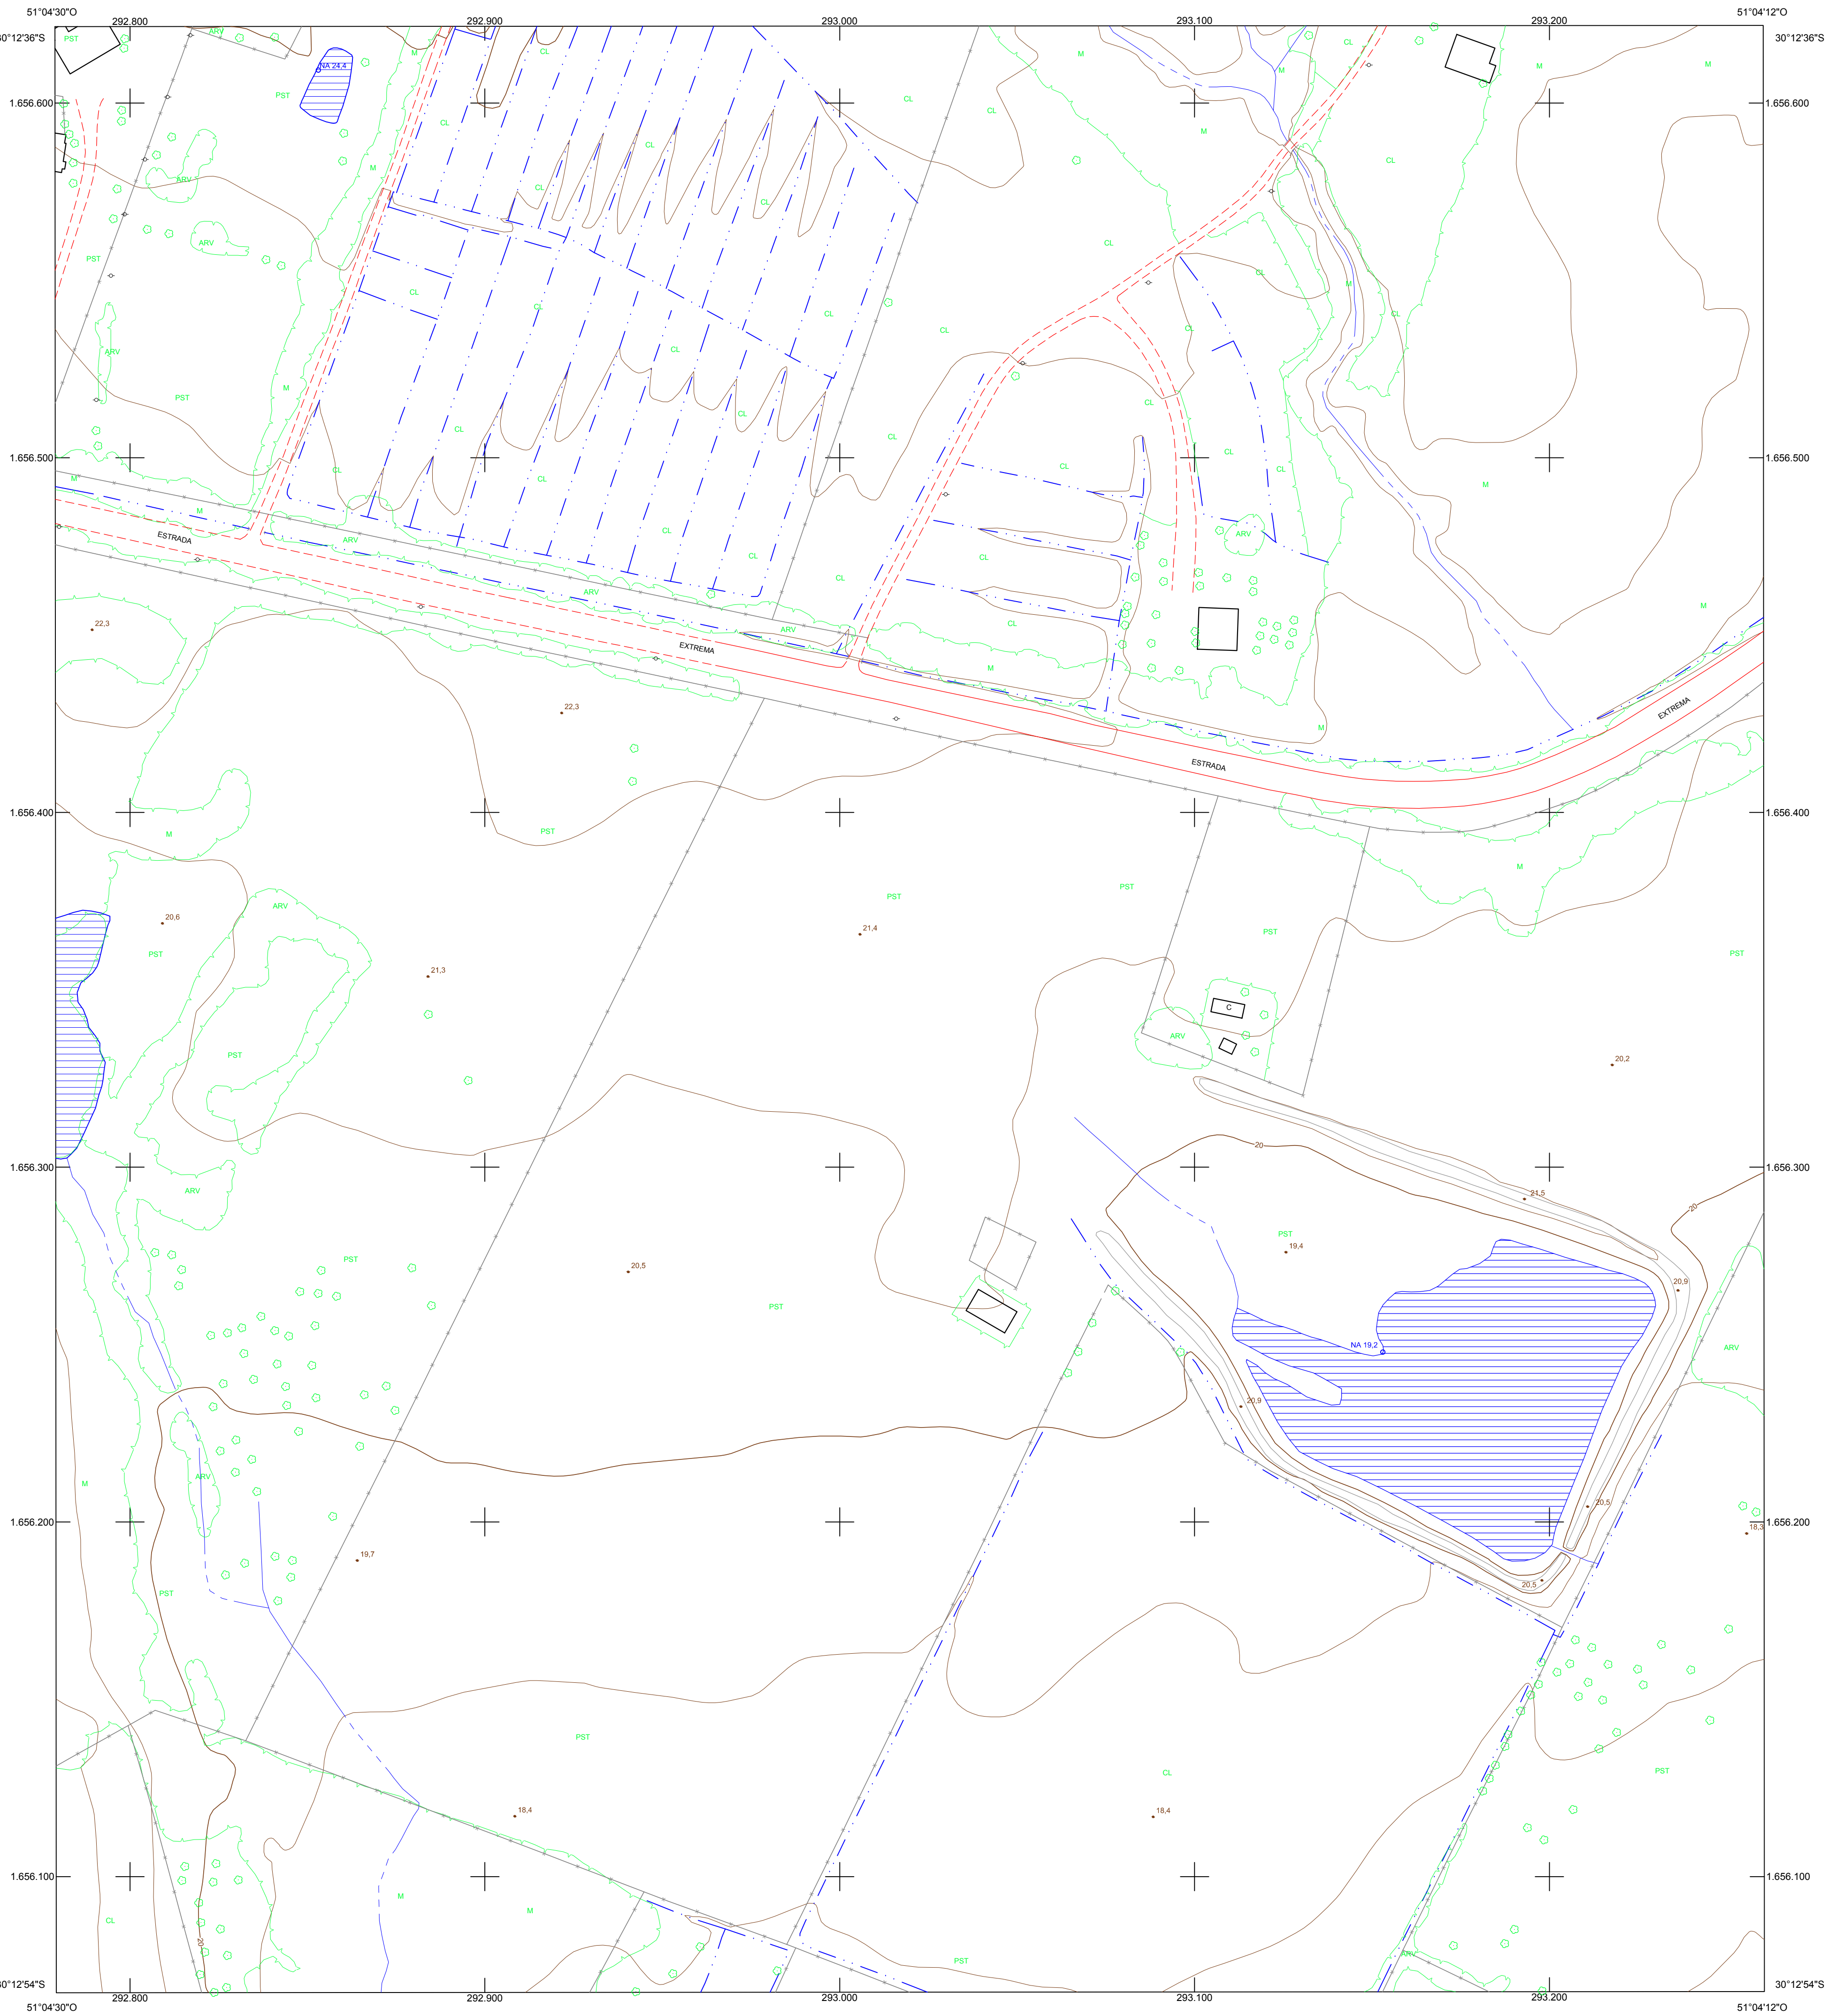 51°04'30"O
292.800
292.900
293.000
293.100
293.200
51°04'12"O
30°12'36"S
30°12'36"S
PST
ARV
M
CL
CL
M
M
M
NA 24,4
PST
CL
CL
M
1.656.600
CL
CL
M
1.656.600
CL
CL
M
ARV
CL
CL
ARV
CL
PST
CL
CL
M
CL
CL
CL
CL
CL
ARV
CL
M
CL
PST
CL
CL
CL
CL
CL
1.656.500
CL
CL
CL
CL
1.656.500
M
CL
M
M
ESTRADA
ARV
CL
CL
CL
ARV
CL
ARV
CL
M
22,3
ARV
CL
EXTREMA
M
22,3
EXTREMA
M
ESTRADA
1.656.400
1.656.400
M
PST
M
PST
PST
ARV
20,6
21,4
PST
PST
PST
21,3
C
ARV
PST
20,2
20
1.656.300
1.656.300
ARV
21,5
20
PST
PST
19,4
20,5
20,9
PST
NA 19,2
ARV
20,9
ARV
M
20,5
1.656.200
1.656.200
18,3
19,7
20,5
PST
PST
CL
PST
18,4
18,4
1.656.100
1.656.100
M
M
CL
20
PST
ARV
30°12'54"S
30°12'54"S
292.800
292.900
293.000
293.100
293.200
51°04'30"O
51°04'12"O